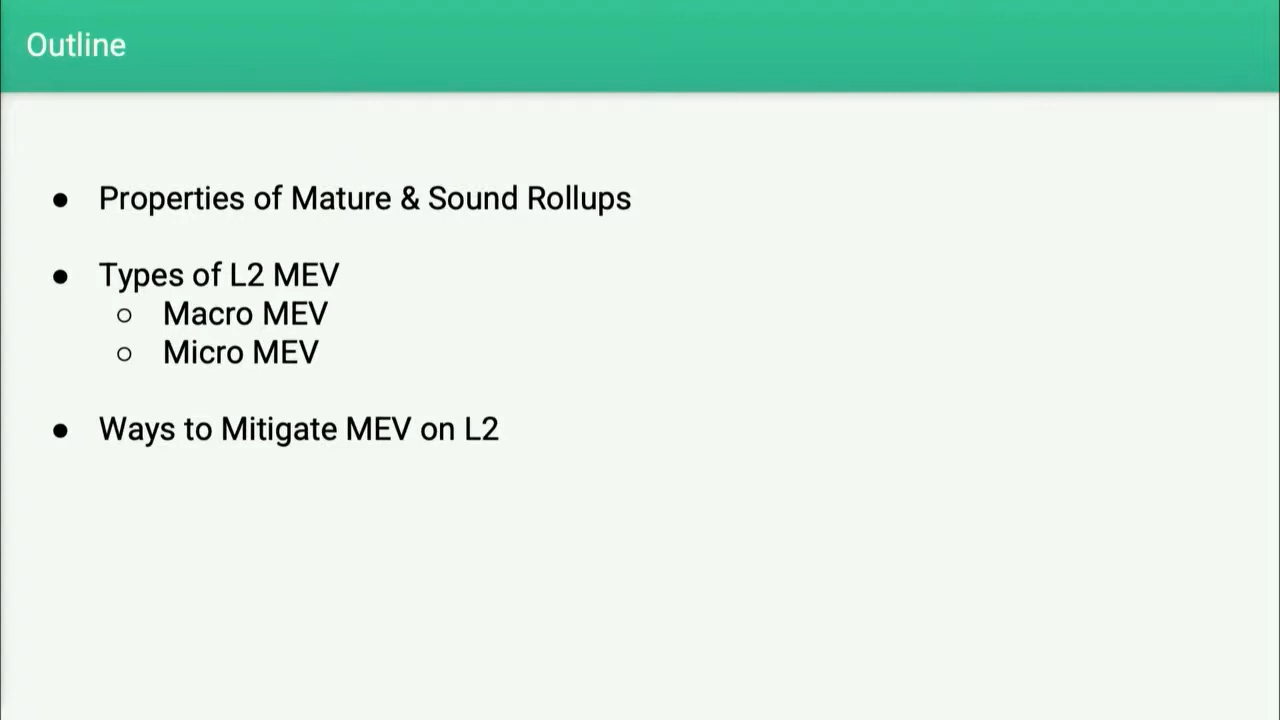 Outline
● Properties of Mature & Sound Rollups
● Types of L2 MEV
○ Macro MEV
○ Micro MEV
● Ways to Mitigate MEV on L2